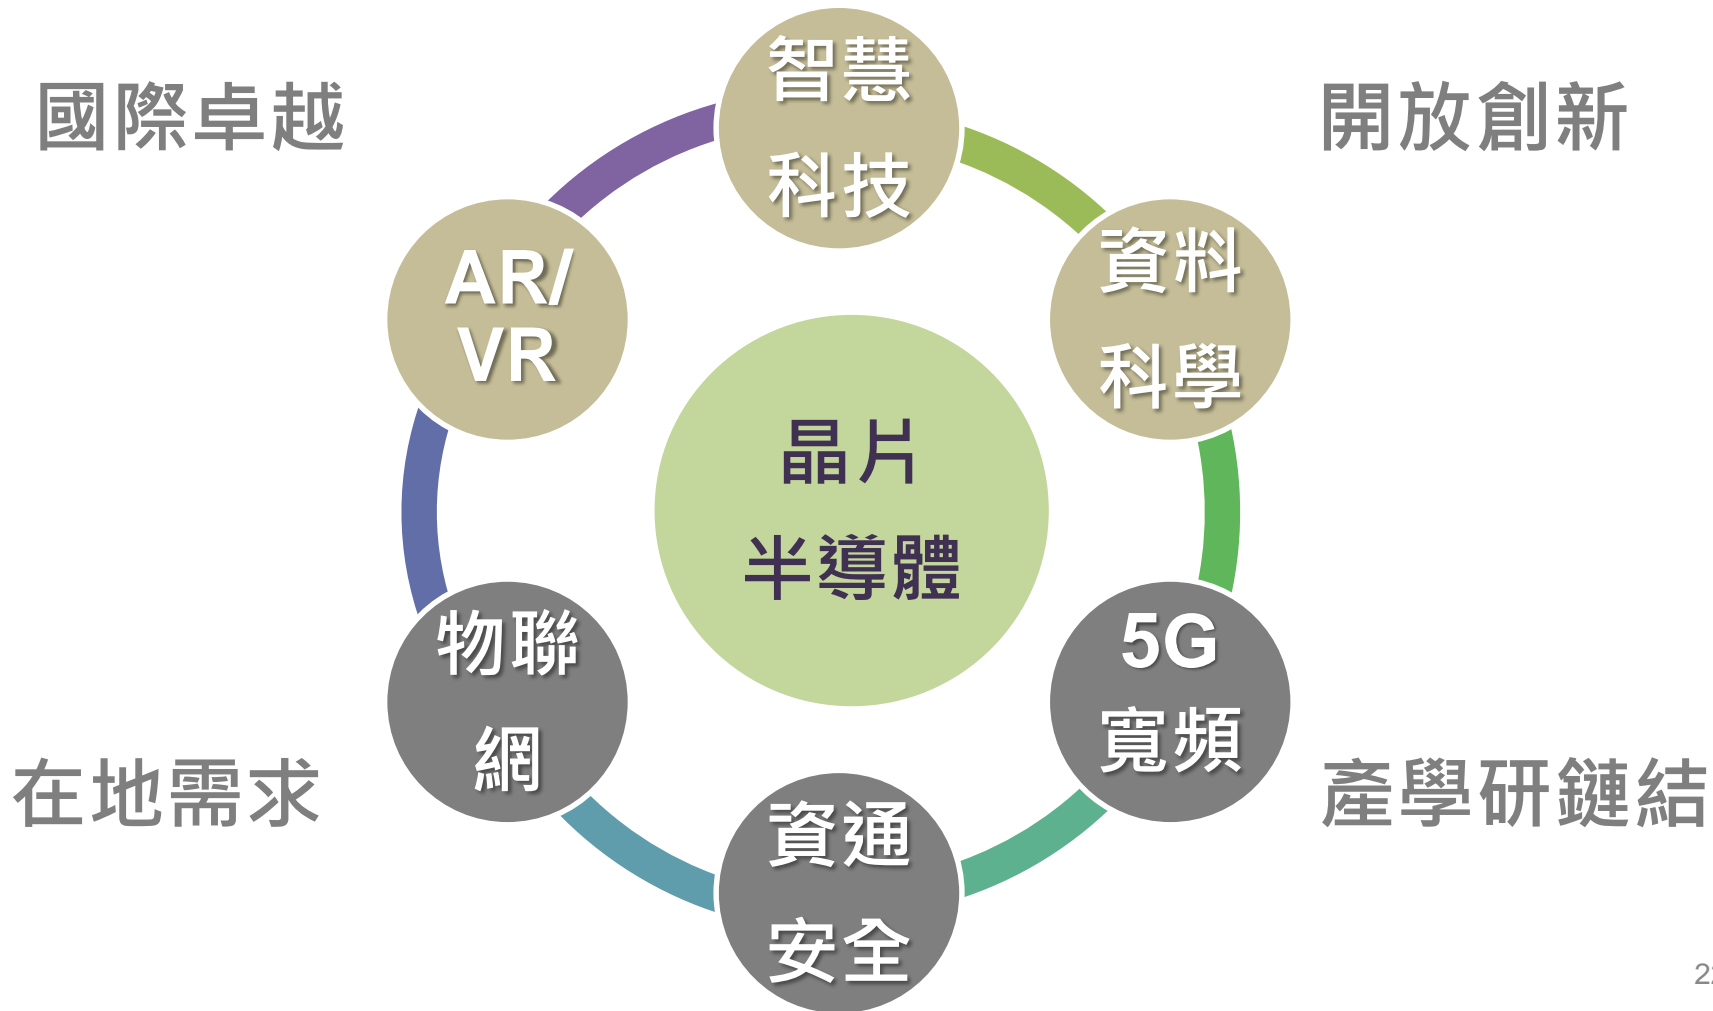 智慧
科技
國際卓越
開放創新
AR/
VR
資料
科學
晶片
半導體
物聯
網
5G
寬頻
在地需求
產學研鏈結
資通
安全